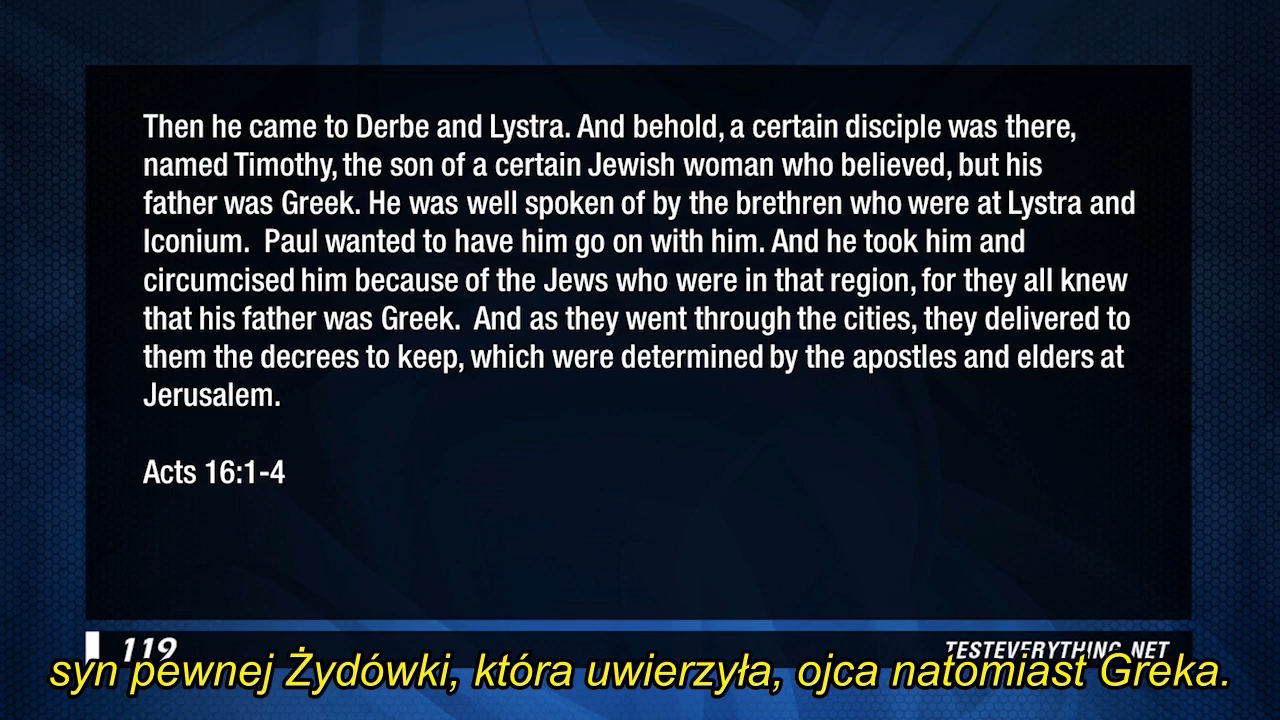 Then he came to Derbe and Lystra. And behold, a certain disciple was there,
named Timothy, the son of a certain Jewish woman who believed, but his
father was Greek. He was well spoken of by the brethren who were at Lystra and
Iconium.  Paul wanted to have him go on with him. And he took him and
circumcised him because of the Jews who were in that region, for they all knew
that his father was Greek.  And as they went through the cities, they delivered to
them the decrees to keep, which were determined by the apostles and elders at
Jerusalem.
Acts 16:1-4
119
TESTEVERYTHING.NET
syn pewnej Żydówki, która uwierzyła, ojca natomiast Greka.